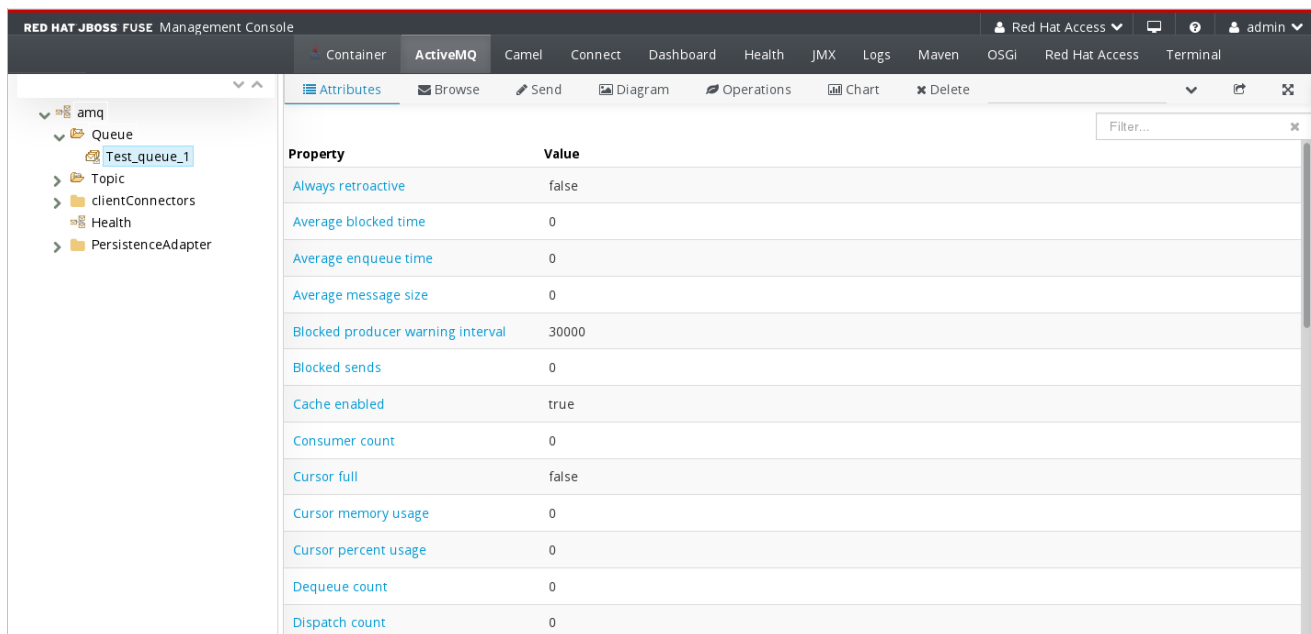 RED HAT JBOSS FUSE Management Console Red Hat Access admin
Container ActiveMQ Camel Connect Dashboard Health JMX Logs Maven OSGi Red Hat Access Terminal
Attributes Browse Send Diagram Operations Chart Delete
amq
Queue
Test_queue_1
Topic
clientConnectors
Health
PersistenceAdapter
Filter...
Property Value
Always retroactive false
Average blocked time 0
Average enqueue time 0
Average message size 0
Blocked producer warning interval 30000
Blocked sends 0
Cache enabled true
Consumer count 0
Cursor full false
Cursor memory usage 0
Cursor percent usage 0
Dequeue count 0
Dispatch count 0